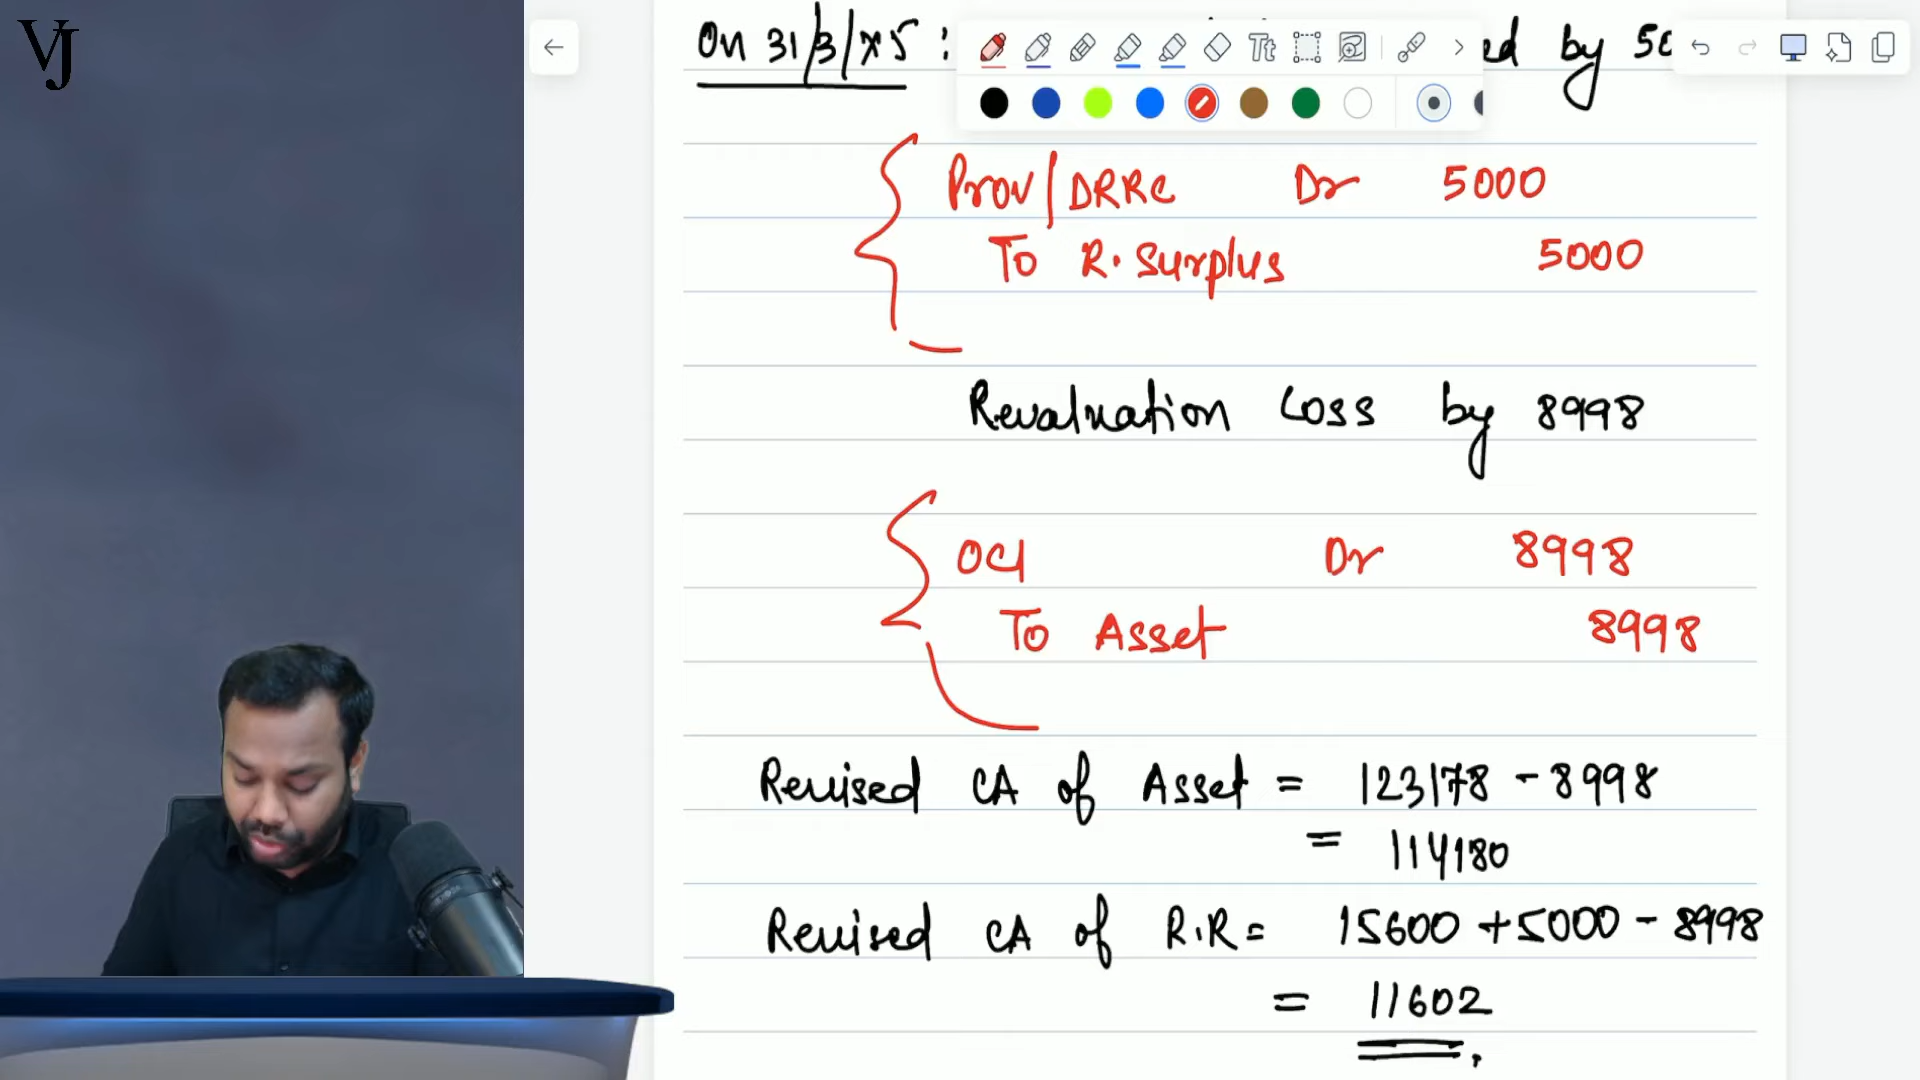 VJ
On 31/3/x5 : ed by 50
Tt
Prov/DRRC Dr 5000
To R. Surplus 5000
Revaluation Loss by 8998
OCI Dr 8998
To Asset 8998
Revised CA of Asset = 123178 - 8998
= 114180
Revised CA of R.R = 15600 + 5000 - 8998
= 11602